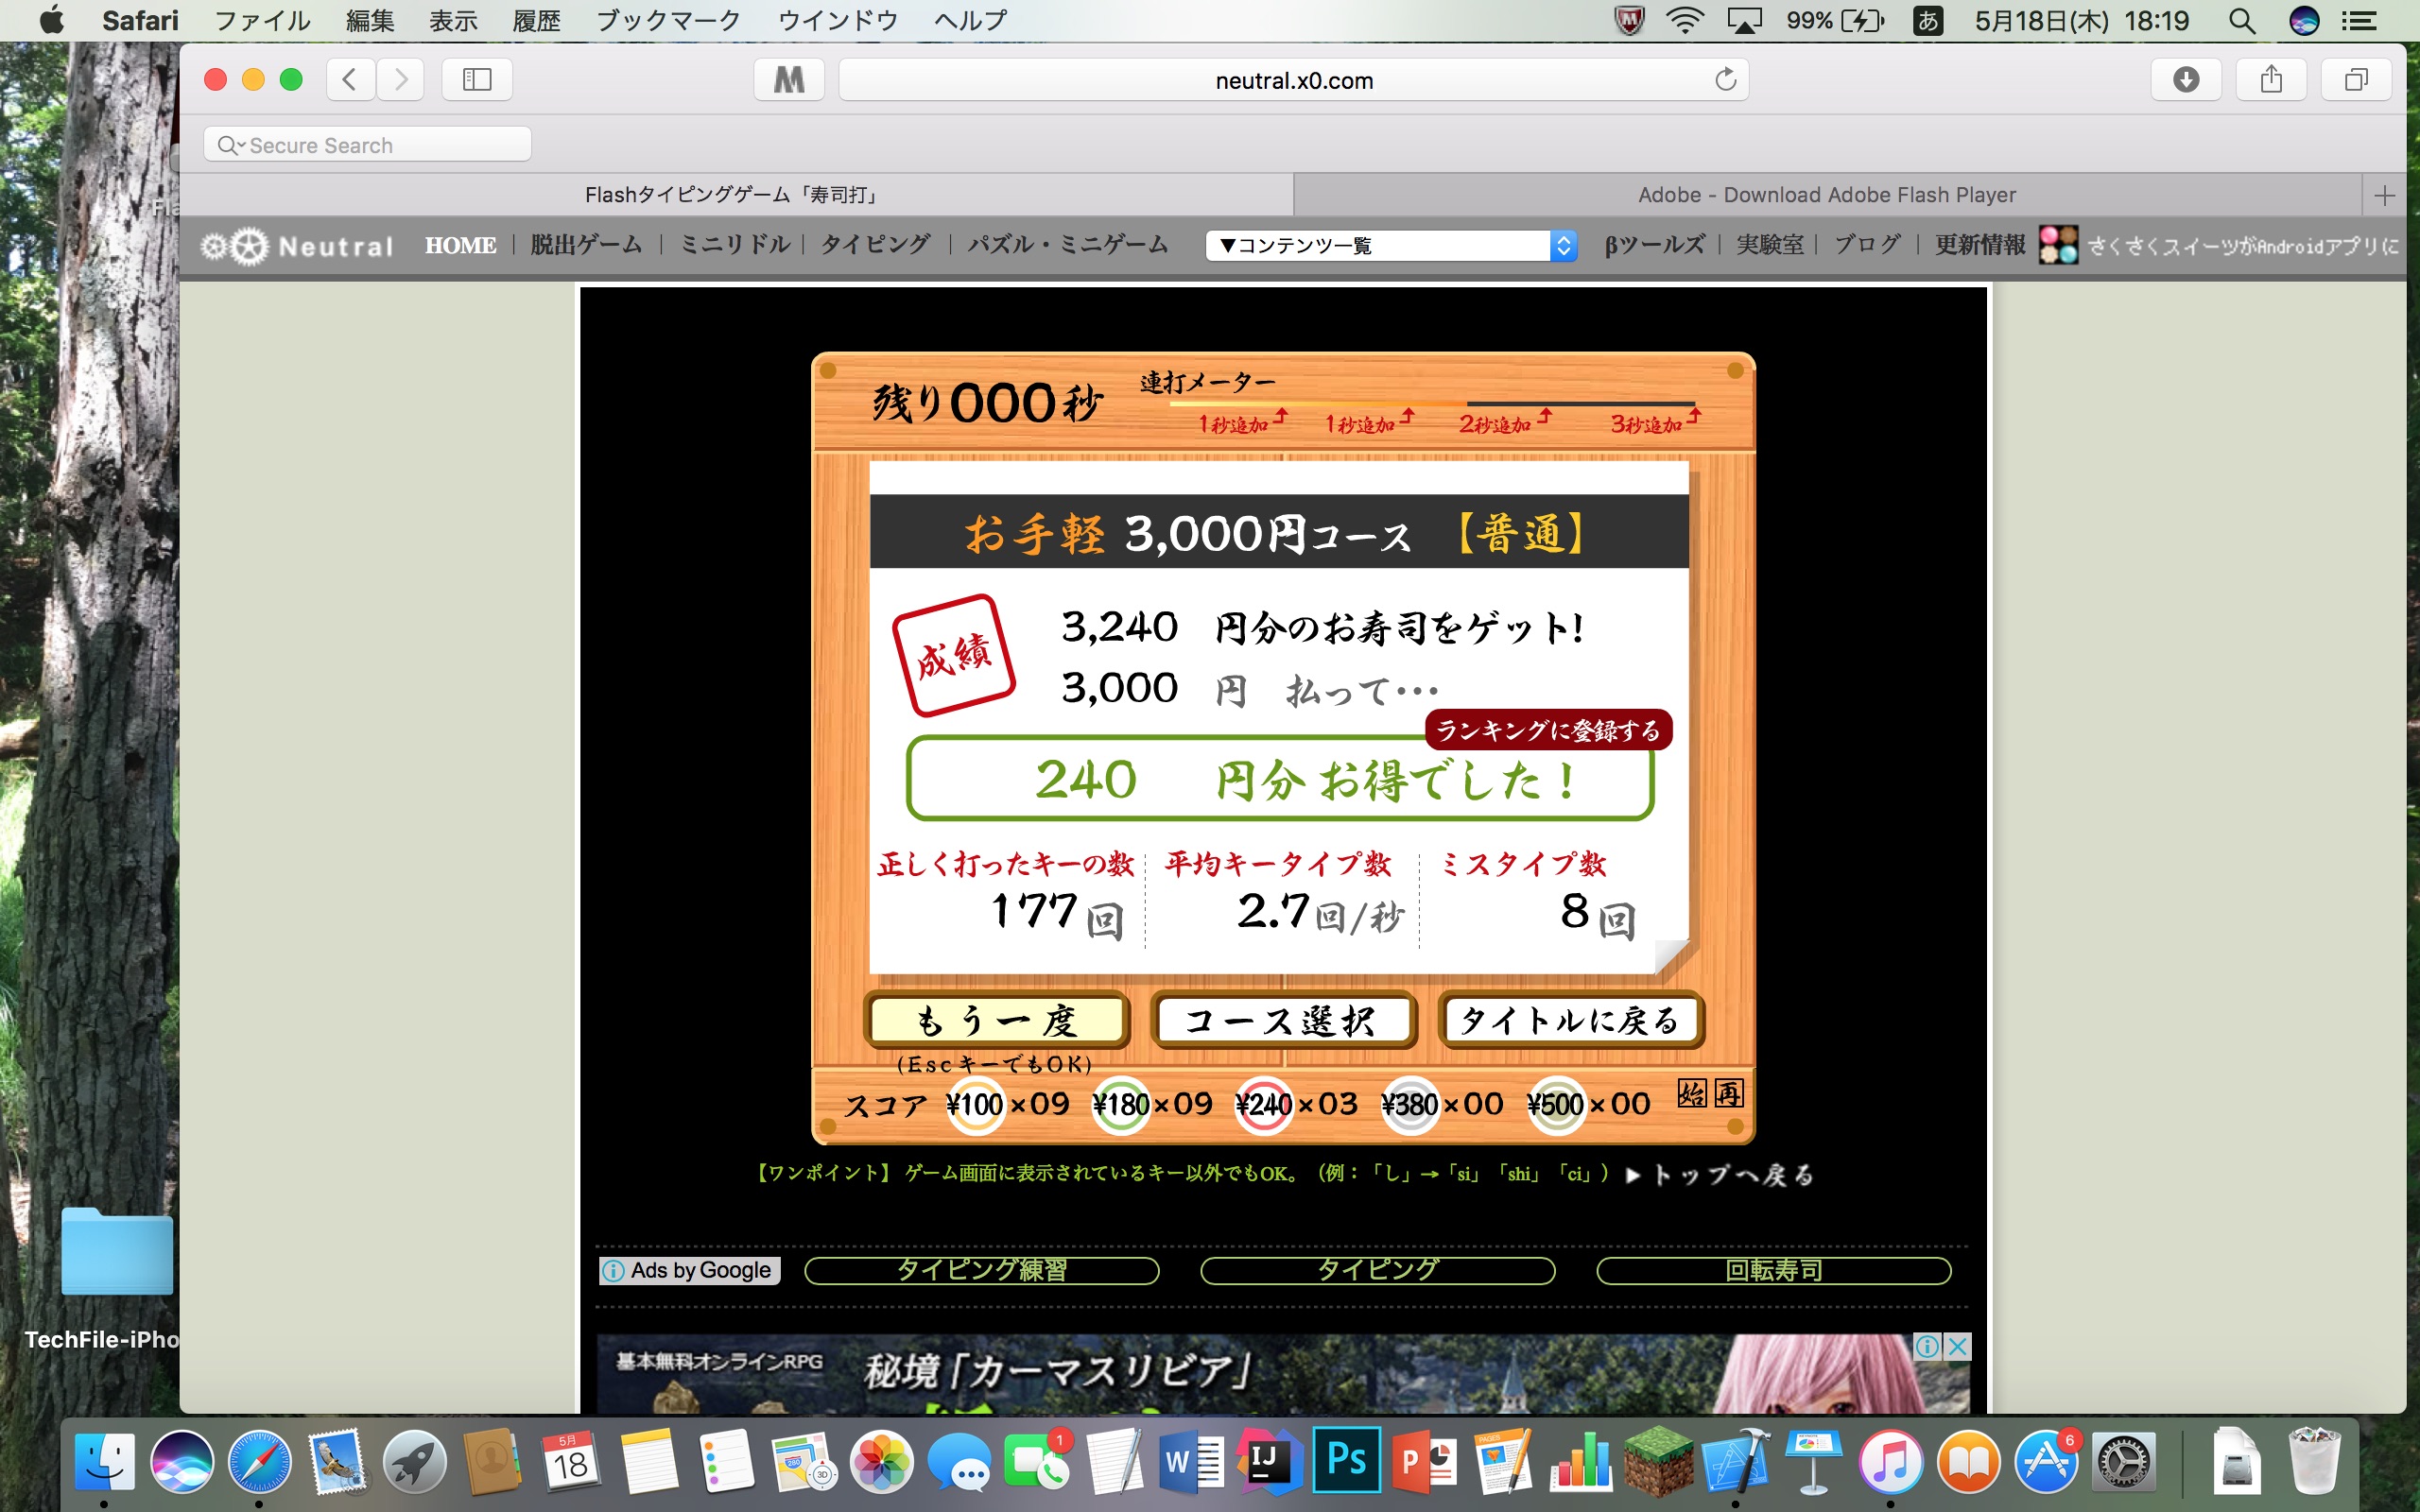 Safari ファイル 編集 表示 履歴 ブックマーク ウインドウ ヘルプ 99% あ 5月18日(木) 18:19
neutral.x0.com
Secure Search
Flashタイピングゲーム「寿司打」 Adobe - Download Adobe Flash Player
Neutral HOME | 脱出ゲーム | ミニリドル | タイピング | パズル・ミニゲーム ▼コンテンツ一覧 βツールズ | 実験室 | ブログ | 更新情報 さくさくスイーツがAndroidアプリに
残り000秒 連打メーター
1秒追加 1秒追加 2秒追加 3秒追加
お手軽 3,000円コース 【普通】
成績
3,240 円分のお寿司をゲット!
3,000 円 払って…
ランキングに登録する
240 円分 お得でした！
正しく打ったキーの数 平均キータイプ数 ミスタイプ数
177回 2.7回/秒 8回
もう一度 コース選択 タイトルに戻る
(EscキーでもOK)
スコア ¥100×09 ¥180×09 ¥240×03 ¥380×00 ¥500×00 始 再
【ワンポイント】 ゲーム画面に表示されているキー以外でもOK。（例：「し」→「si」「shi」「ci」） ▶トップへ戻る
Ads by Google タイピング練習 タイピング 回転寿司
基本無料オンラインRPG 秘境「カーマスリビア」
TechFile-iPho
5月
18
280
3D
1
W
IJ
Ps
P
PAGES
6